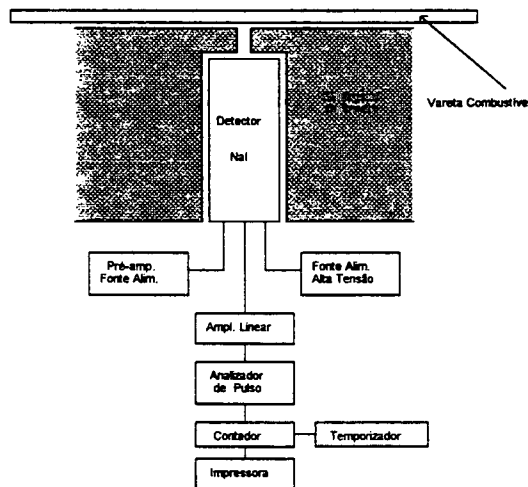 Vareta Combustível
Detector
NaI
Pré-amp.
Fonte Alim.
Fonte Alim.
Alta Tensão
Ampl. Linear
Analizador
de Pulso
Contador
Temporizador
Impressora